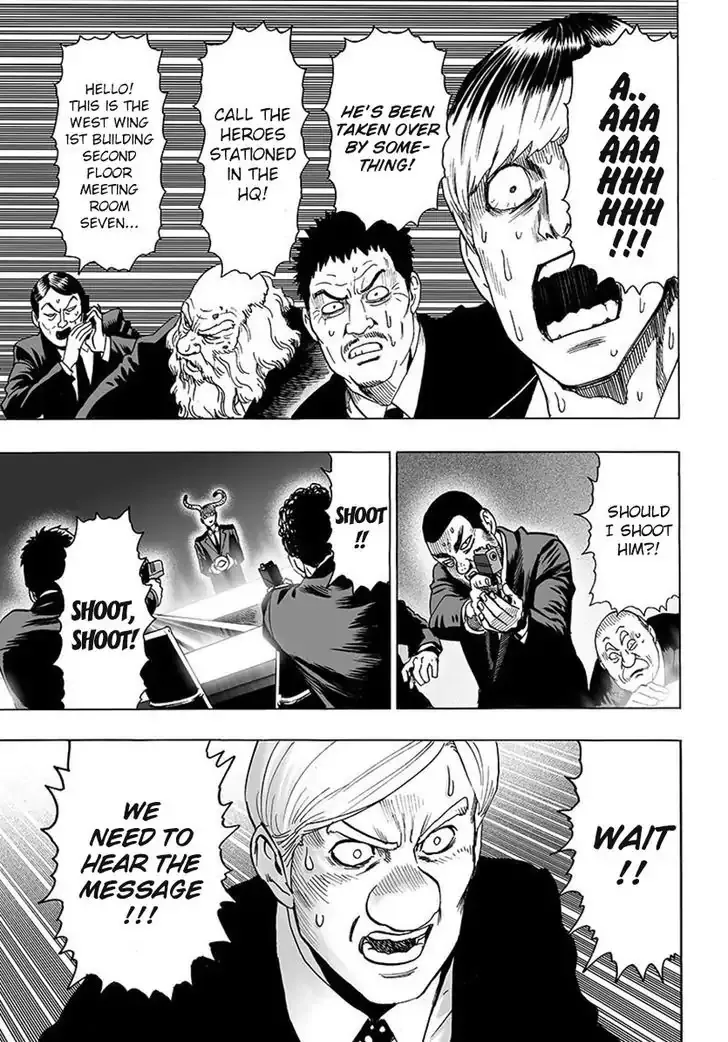 A..
AAA
AAA
HHH
HHH
!!!
HE'S BEEN
TAKEN OVER
BY SOME-
THING!
CALL THE
HEROES
STATIONED
IN THE
HQ!
HELLO!
THIS IS THE
WEST WING
1ST BUILDING
SECOND
FLOOR
MEETING
ROOM
SEVEN...
SHOULD
I SHOOT
HIM?!
SHOOT
!!
SHOOT,
SHOOT!
WAIT
!!
WE
NEED TO
HEAR THE
MESSAGE
!!!